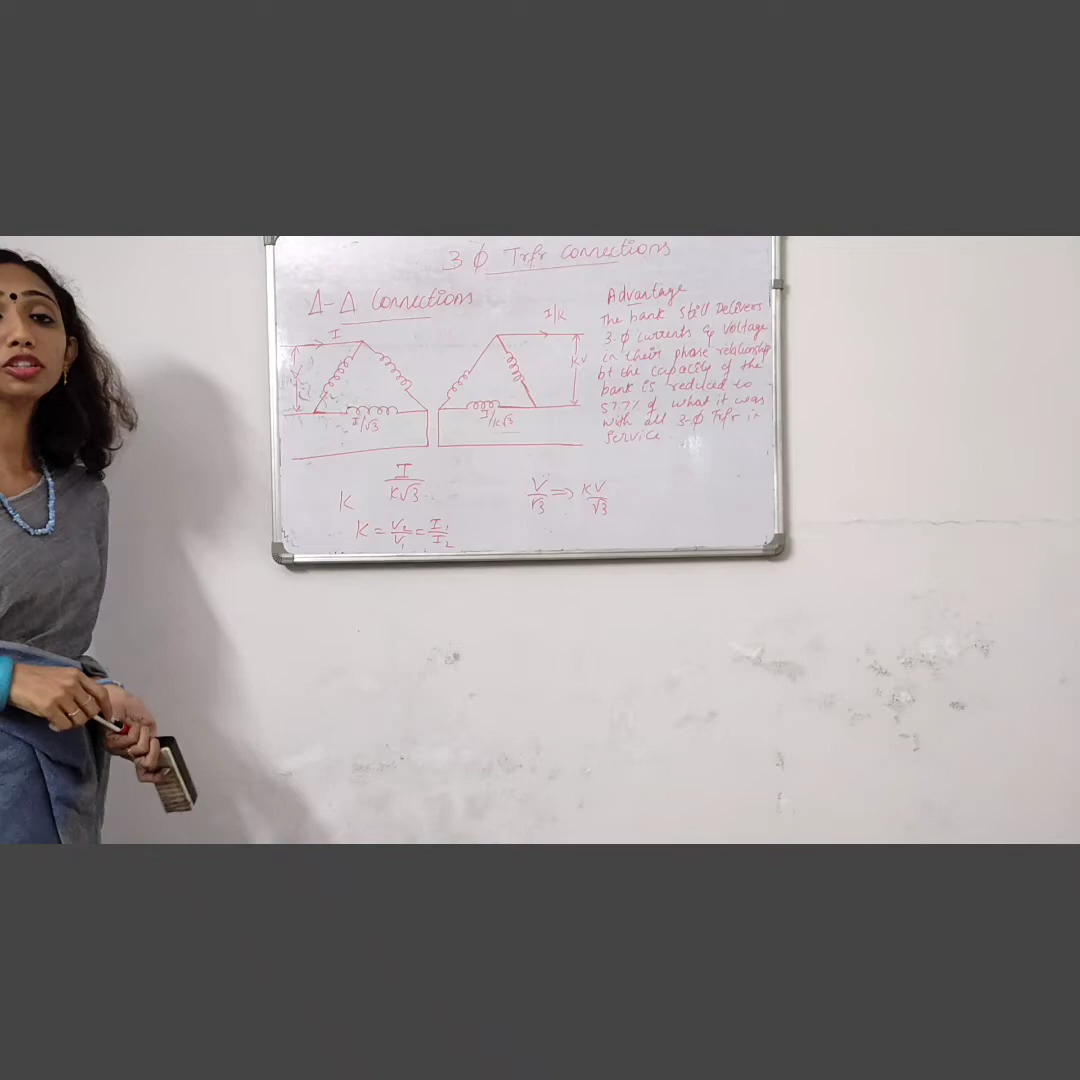 3 ϕ Trfr Connections
Δ-Δ Connections
I
V
I/√3
I/K
KV
I/K√3
Advantage
The bank still Delivers
3-ϕ currents & voltage
in their phase relationship
bt the capacity of the
bank is reduced to
57.7% of what it was
with all 3-ϕ Trfr in
service
K
I/K√3
K = V₂/V₁ = I₁/I₂
V/√3 ⇒ KV/√3